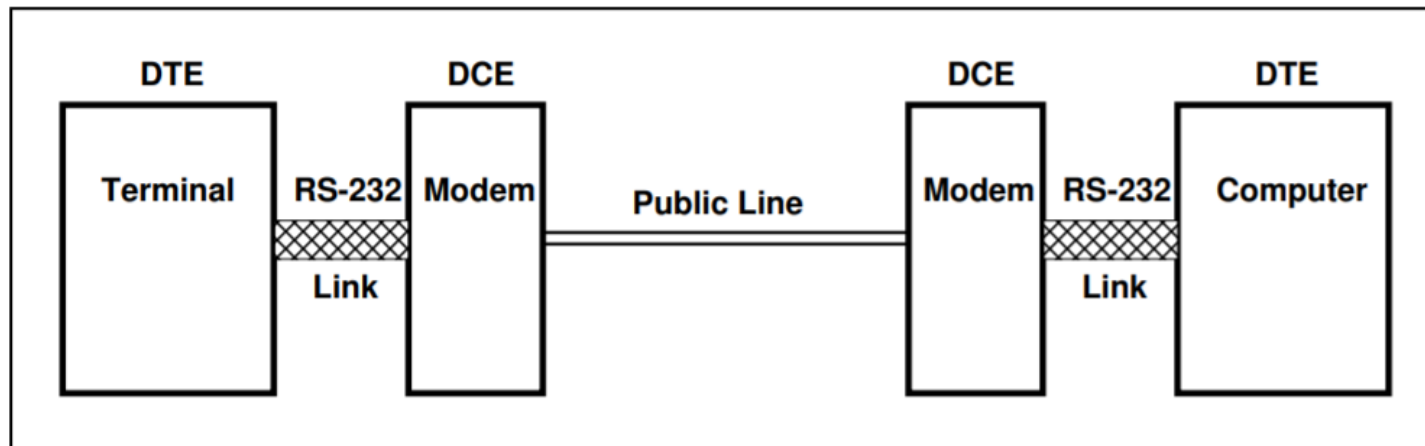 DTE
DCE
DCE
DTE
Terminal
RS-232
Modem
Public Line
Modem
RS-232
Computer
Link
Link